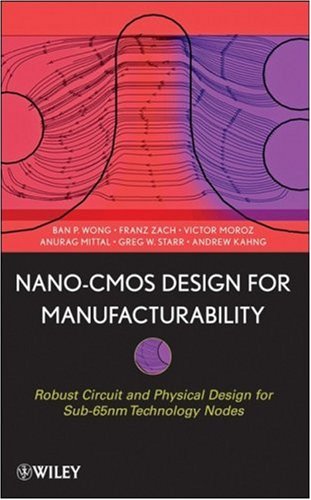 BAN P. WONG • FRANZ ZACH • VICTOR MOROZ
ANURAG MITTAL • GREG W. STARR • ANDREW KAHNG
NANO-CMOS DESIGN FOR
MANUFACTURABILITY
Robust Circuit and Physical Design for
Sub-65nm Technology Nodes
WILEY